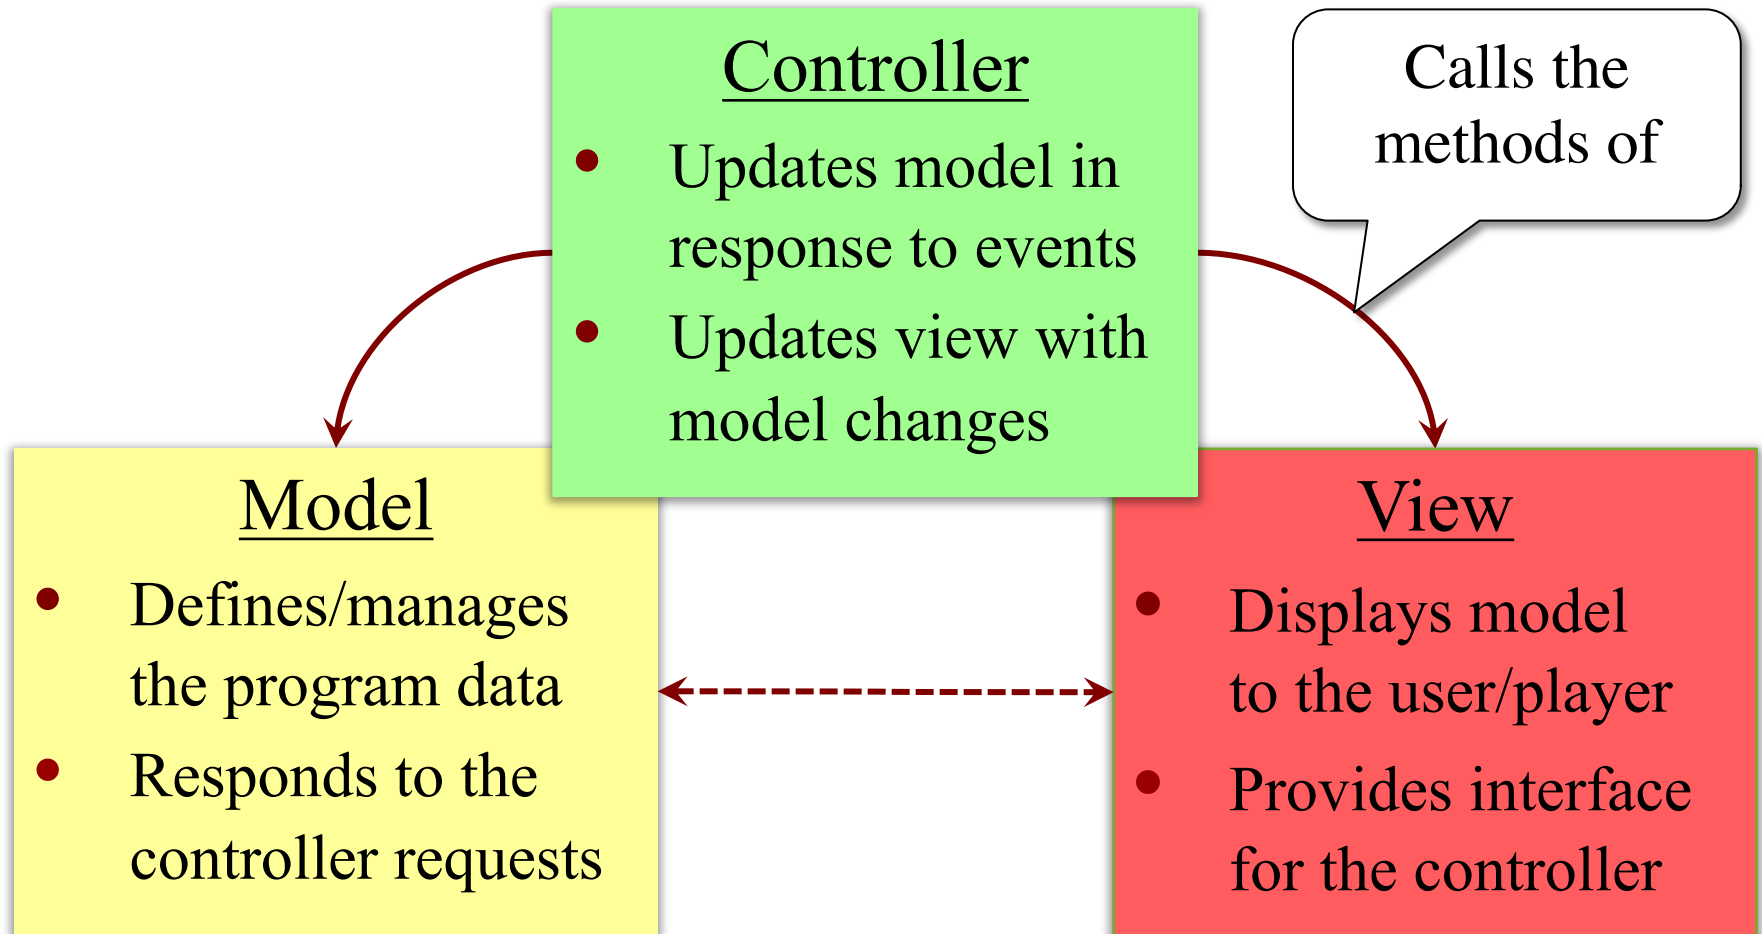 Controller
• Updates model in
response to events
• Updates view with
model changes
Calls the
methods of
Model
• Defines/manages
the program data
• Responds to the
controller requests
View
• Displays model
to the user/player
• Provides interface
for the controller